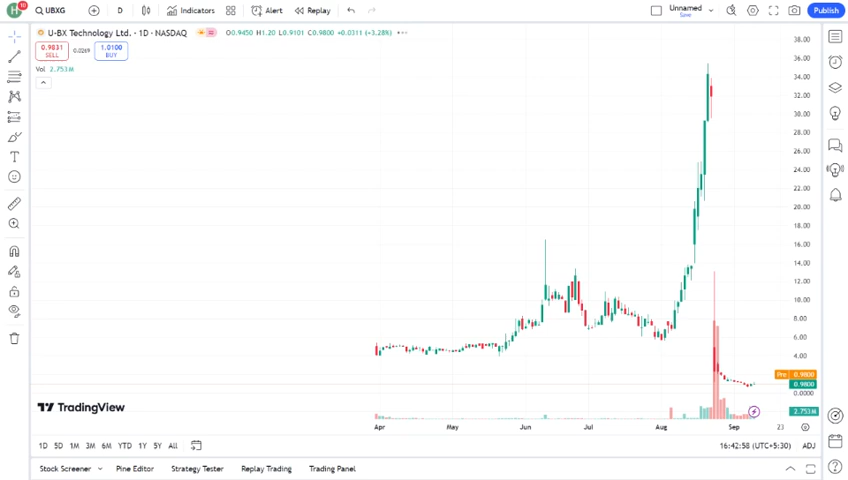 H 10 UBXG D Indicators Alert Replay Unnamed Save Publish
U-BX Technology Ltd. · 1D · NASDAQ O0.9450 H1.20 L0.9101 C0.9800 +0.0311 (+3.28%)
0.9831 SELL 0.0269 1.0100 BUY
Vol 2.753M
38.00
36.00
34.00
32.00
30.00
28.00
26.00
24.00
22.00
20.00
18.00
16.00
14.00
12.00
10.00
8.00
6.00
4.00
Pre 0.9800
0.9800
0.0000
TradingView
2.753M
Apr May Jun Jul Aug Sep 23
1D 5D 1M 3M 6M YTD 1Y 5Y All 16:42:58 (UTC+5:30) ADJ
Stock Screener Pine Editor Strategy Tester Replay Trading Trading Panel